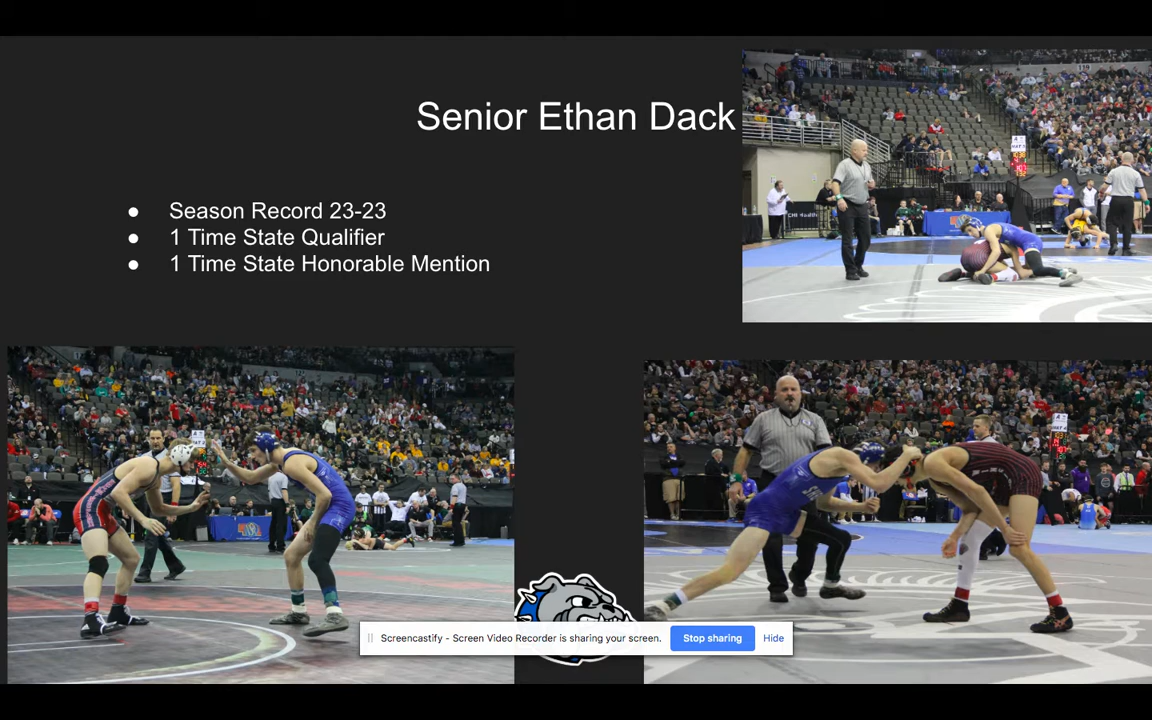 Senior Ethan Dack
● Season Record 23-23
● 1 Time State Qualifier
● 1 Time State Honorable Mention
119
Screencastify - Screen Video Recorder is sharing your screen.
Stop sharing
Hide